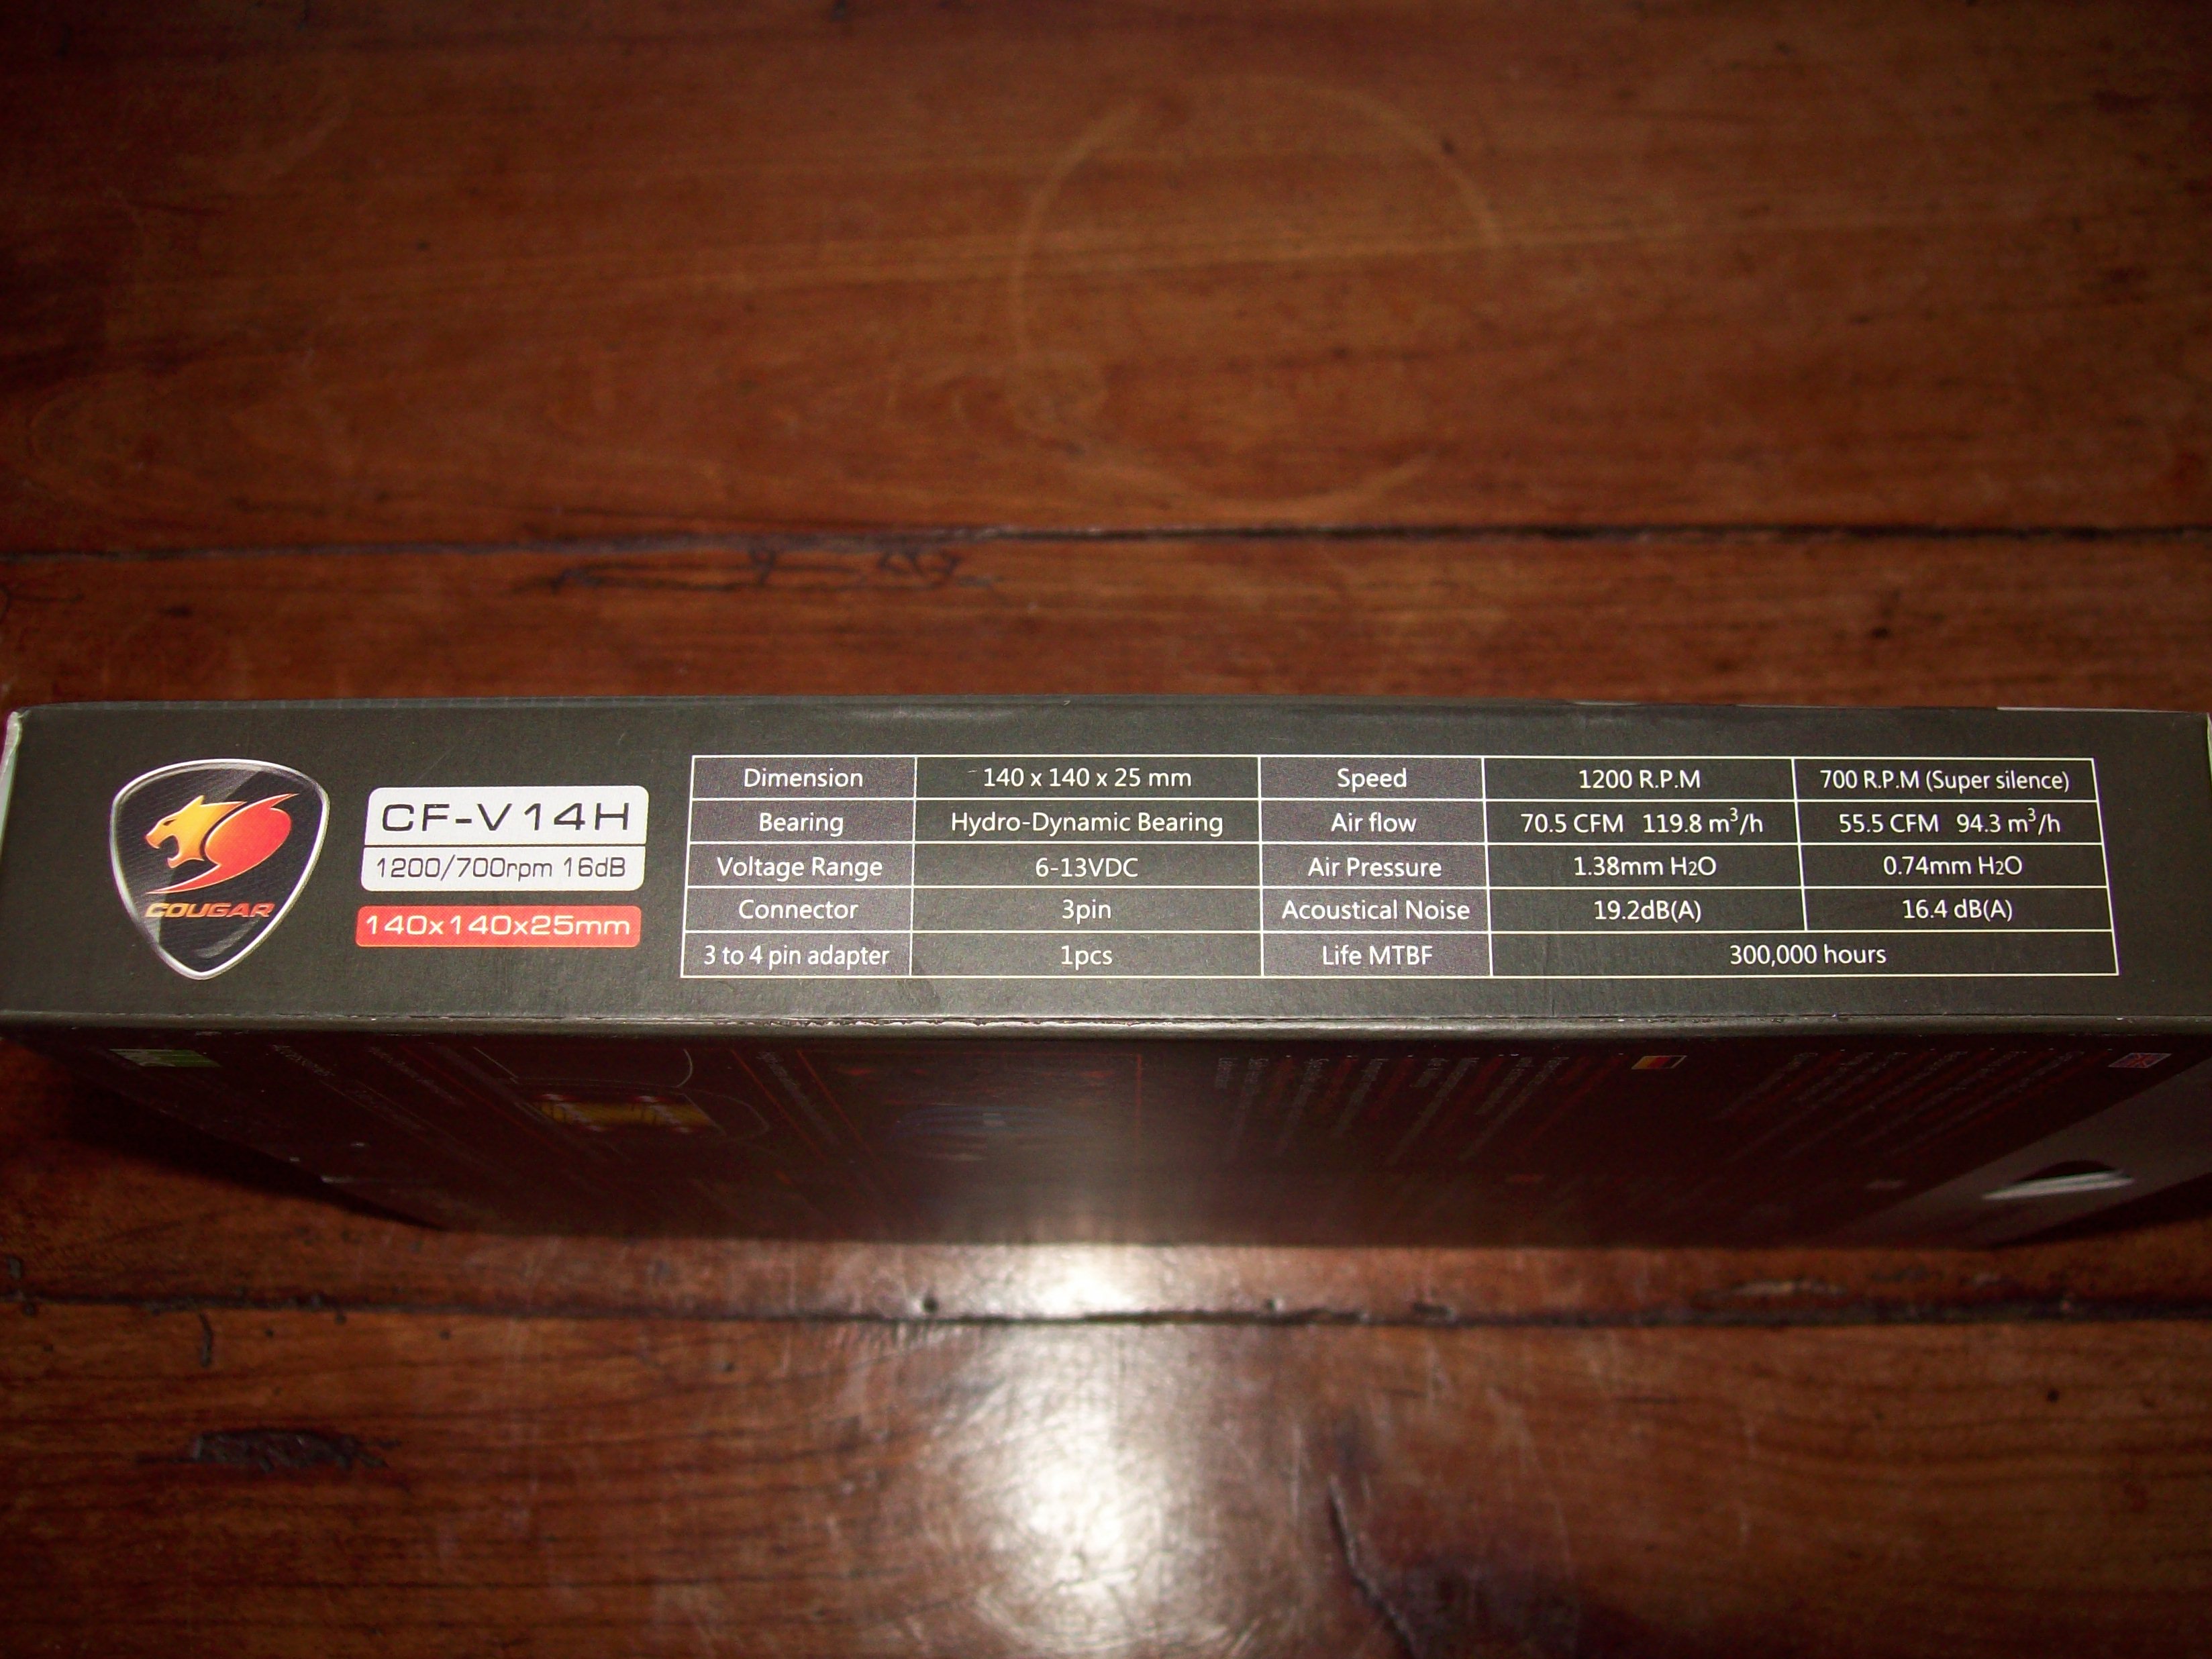 COUGAR
CF-V14H
1200/700rpm 16dB
140x140x25mm
Dimension 140 x 140 x 25 mm Speed 1200 R.P.M 700 R.P.M (Super silence)
Bearing Hydro-Dynamic Bearing Air flow 70.5 CFM 119.8 m³/h 55.5 CFM 94.3 m³/h
Voltage Range 6-13VDC Air Pressure 1.38mm H2O 0.74mm H2O
Connector 3pin Acoustical Noise 19.2dB(A) 16.4 dB(A)
3 to 4 pin adapter 1pcs Life MTBF 300,000 hours